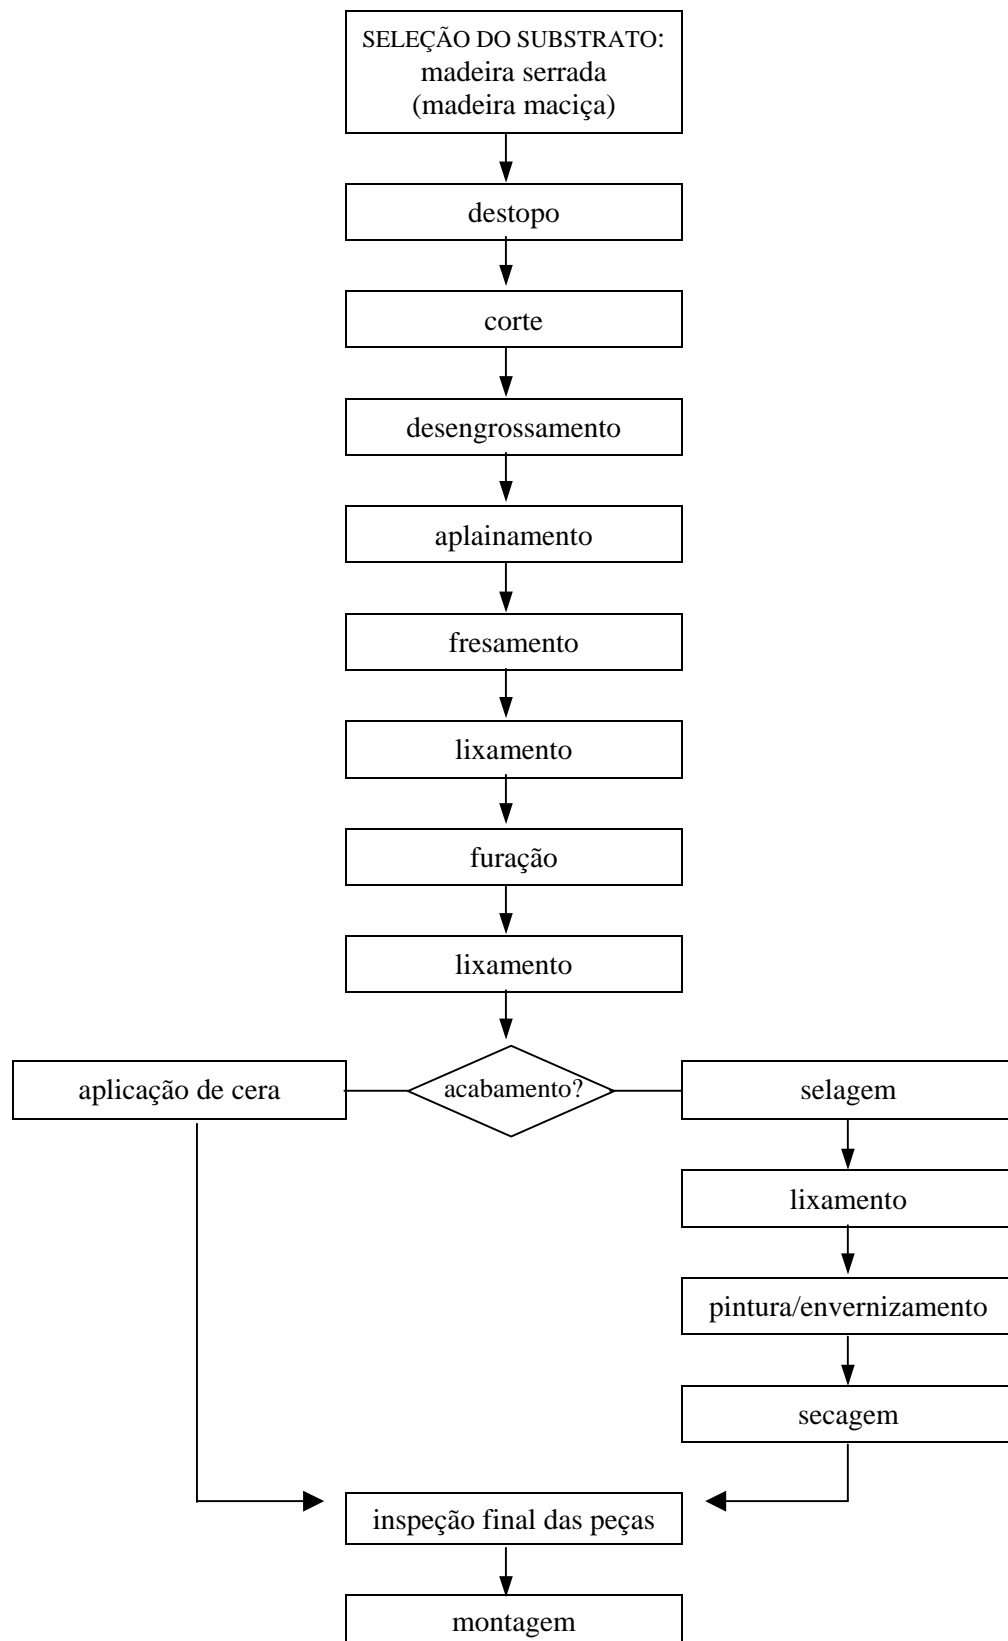 SELEÇÃO DO SUBSTRATO:
madeira serrada
(madeira maciça)
destopo
corte
desengrossamento
aplainamento
fresamento
lixamento
furação
lixamento
aplicação de cera
acabamento?
selagem
lixamento
pintura/envernizamento
secagem
inspeção final das peças
montagem